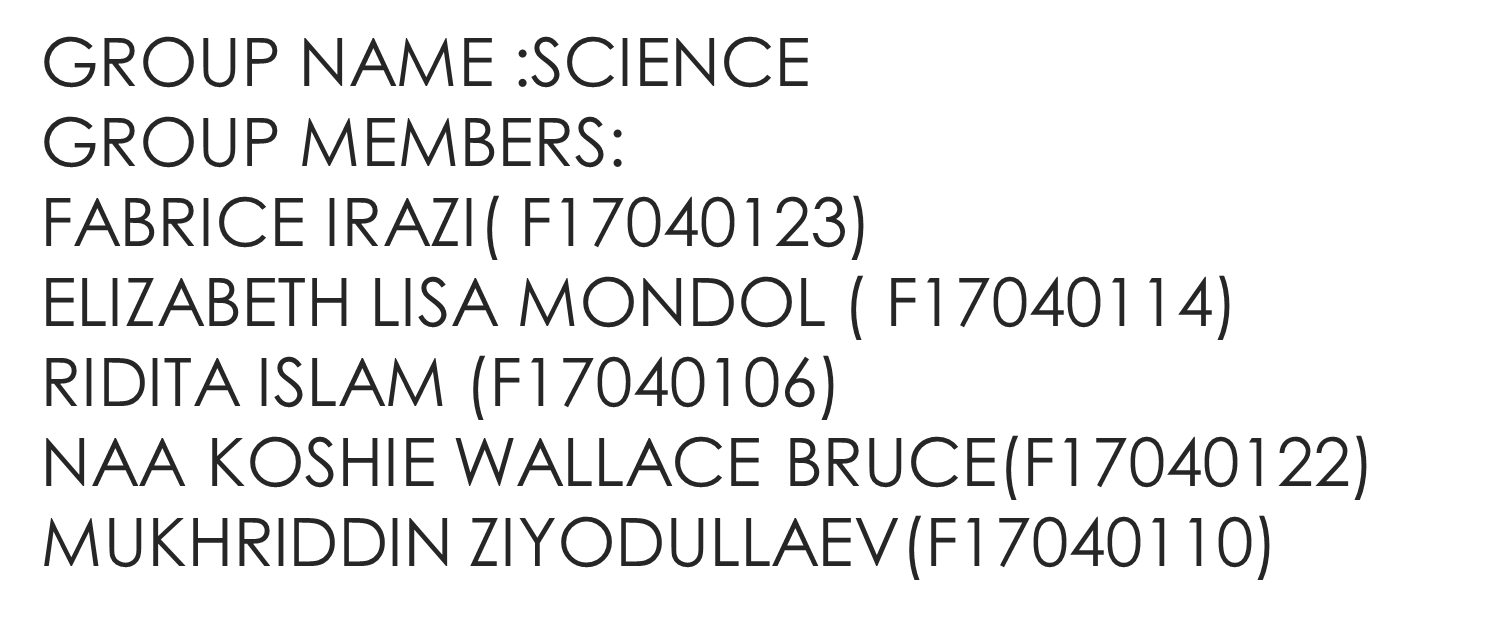 GROUP NAME :SCIENCE
GROUP MEMBERS:
FABRICE IRAZI( F17040123)
ELIZABETH LISA MONDOL ( F17040114)
RIDITA ISLAM (F17040106)
NAA KOSHIE WALLACE BRUCE(F17040122)
MUKHRIDDIN ZIYODULLAEV(F17040110)